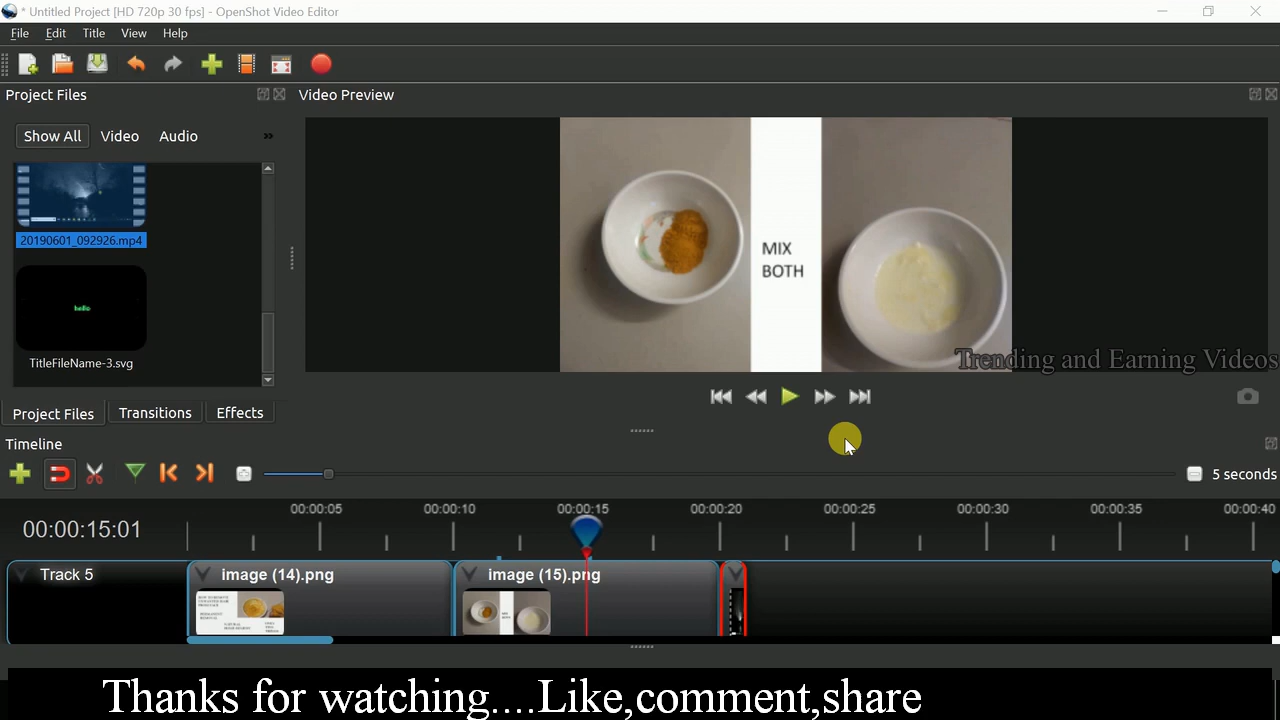 * Untitled Project [HD 720p 30 fps] - OpenShot Video Editor
File Edit Title View Help
Project Files
Video Preview
Show All Video Audio »
20190601_092926.mp4
hello
TitleFileName-3.svg
MIX
BOTH
Trending and Earning Videos
Project Files Transitions Effects
Timeline
5 seconds
00:00:15:01
00:00:05 00:00:10 00:00:15 00:00:20 00:00:25 00:00:30 00:00:35 00:00:40
Track 5
image (14).png
image (15).png
Thanks for watching....Like,comment,share